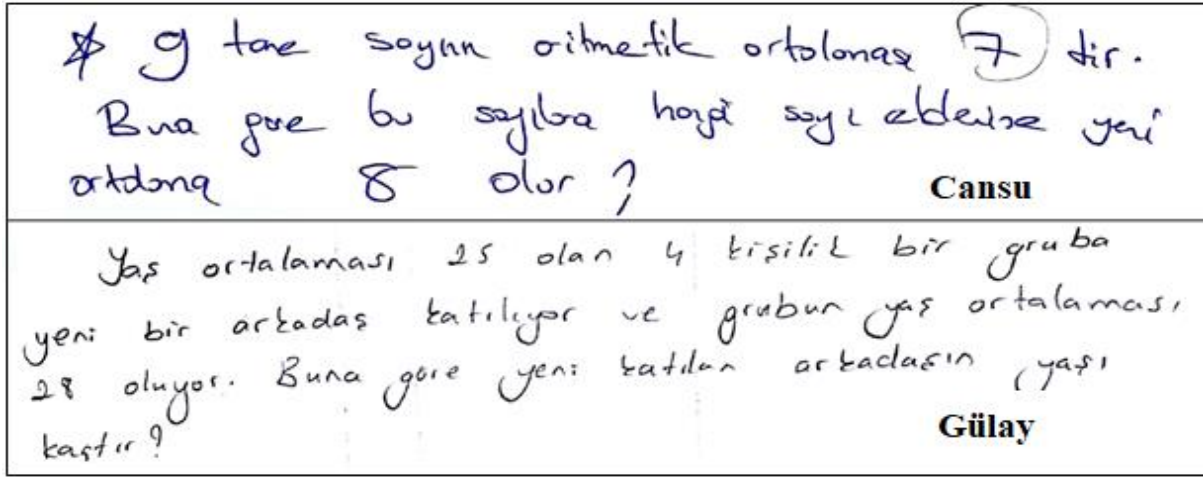 * 9 tane sayının aritmetik ortalaması 7 dir.
Buna göre bu sayılara hangi sayı eklenirse yeni
ortalama 8 olur?
Cansu
Yaş ortalaması 25 olan 4 kişilik bir gruba
yeni bir arkadaş katılıyor ve grubun yaş ortalaması
28 oluyor. Buna göre yeni katılan arkadaşın yaşı
kaçtır?
Gülay